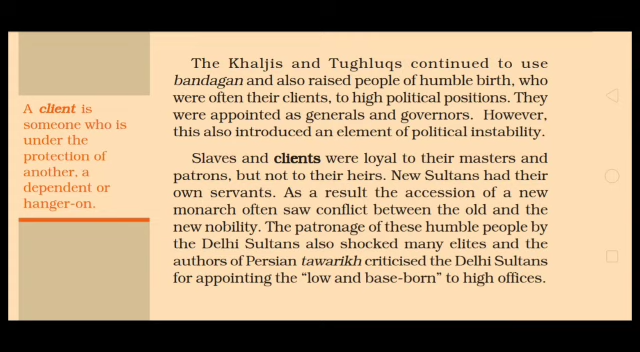 A client is
someone who is
under the
protection of
another, a
dependent or
hanger-on.
The Khaljis and Tughluqs continued to use
bandagan and also raised people of humble birth, who
were often their clients, to high political positions. They
were appointed as generals and governors. However,
this also introduced an element of political instability.
Slaves and clients were loyal to their masters and
patrons, but not to their heirs. New Sultans had their
own servants. As a result the accession of a new
monarch often saw conflict between the old and the
new nobility. The patronage of these humble people by
the Delhi Sultans also shocked many elites and the
authors of Persian tawarikh criticised the Delhi Sultans
for appointing the “low and base-born” to high offices.